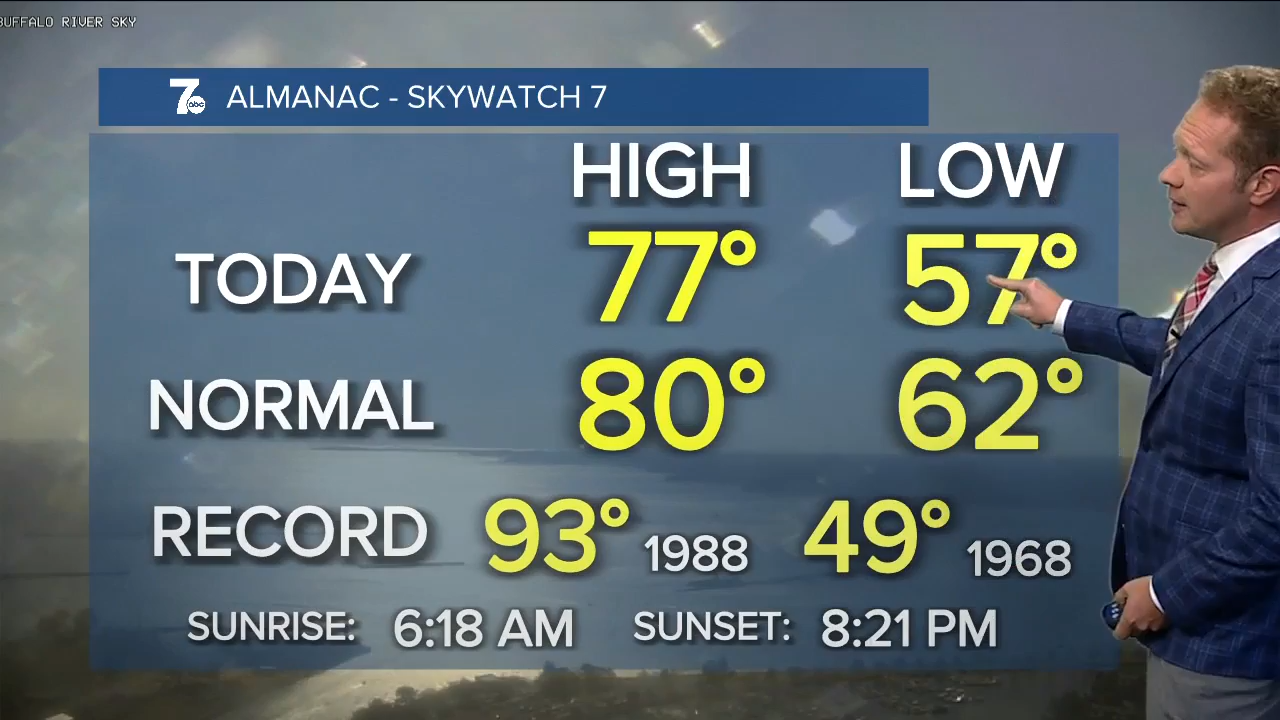 BUFFALO RIVER SKY
7 abc ALMANAC - SKYWATCH 7
HIGH LOW
TODAY 77° 57°
NORMAL 80° 62°
RECORD 93° 1988 49° 1968
SUNRISE: 6:18 AM SUNSET: 8:21 PM